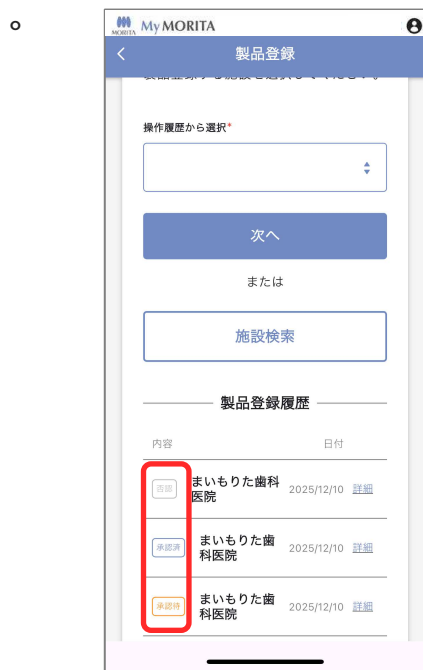 。
MORITA
My MORITA
製品登録
操作履歴から選択*
次へ
または
施設検索
製品登録履歴
内容 日付
否認 まいもりた歯科
医院 2025/12/10 詳細
承認済 まいもりた歯
科医院 2025/12/10 詳細
承認待 まいもりた歯
科医院 2025/12/10 詳細